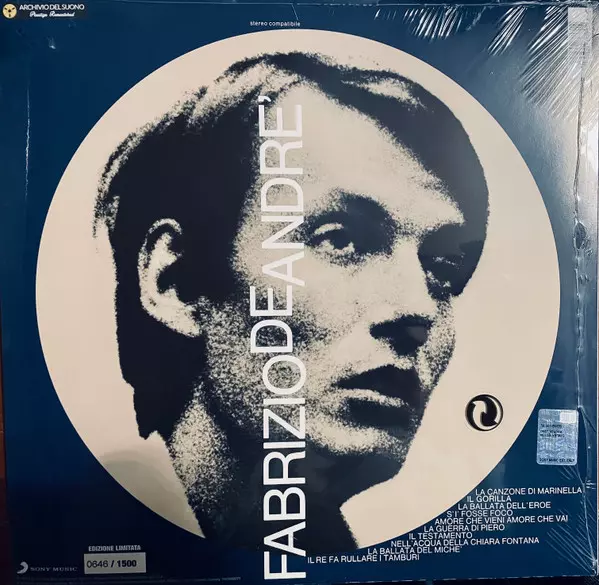 ARCHIVIO DEL SUONO
Prestige Remastered
stereo compatibile
FABRIZIO DE ANDRE'
LA CANZONE DI MARINELLA
IL GORILLA
LA BALLATA DELL'EROE
S'I' FOSSE FOCO
AMORE CHE VIENI AMORE CHE VAI
LA GUERRA DI PIERO
IL TESTAMENTO
NELL'ACQUA DELLA CHIARA FONTANA
LA BALLATA DEL MICHE'
IL RE FA RULLARE I TAMBURI
SONY MUSIC
EDIZIONE LIMITATA
0646 / 1500